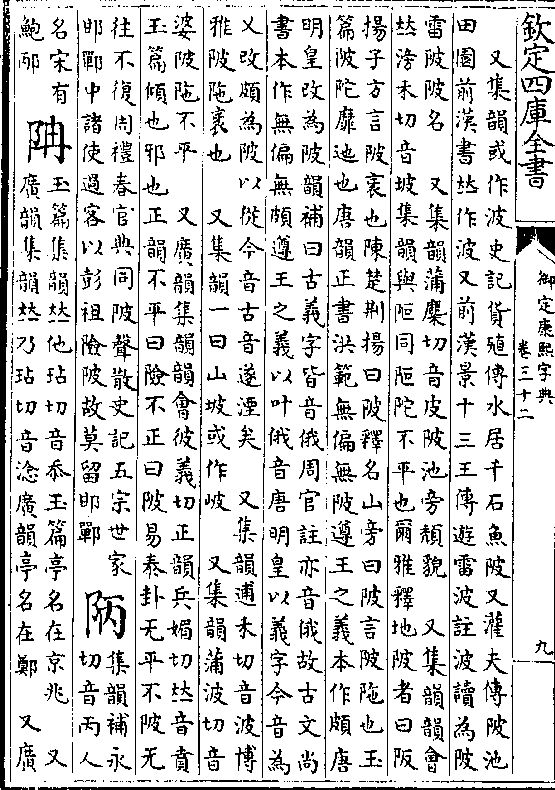 欽定四庫全書
御定康熙字典
卷三十二
九
又集韻或作波史記貨殖傳水居千石魚陂又灌夫傳陂池
田園前漢書𠀤作波又前漢景十三王傳遊雷波註波讀為陂
雷陂陂名　又集韻蒲麋切音皮陂池旁頹貌　又集韻韻會
𠀤滂禾切音坡集韻與陁同陁陀不平也爾雅釋地陂者曰阪
揚子方言陂衺也陳楚荆揚曰陂釋名山旁曰陂言陂陁也玉
篇陂陀靡迆也唐韻正書洪範無偏無陂遵王之義本作頗唐
明皇改為陂韻補曰古義字皆音俄周官註亦音俄故古文尚
書本作無偏無頗遵王之義以叶俄音唐明皇以義字今音為
乂改頗為陂以從今音古音遂湮矣　又集韻逋禾切音波博
雅陂陁衺也　又集韻一曰山坡或作岥　又集韻蒲波切音
婆陂陁不平　又廣韻集韻韻會彼義切正韻兵媚切𠀤音賁
玉篇傾也邪也正韻不平曰險不正曰陂易泰卦无平不陂无
往不復周禮春官典同陂聲散史記五宗世家
邯鄲中諸使過客以彭祖險陂故莫留邯鄲　陃集韻補永
切音丙人
名宋有
鮑陃　𨸱玉篇集韻𠀤他玷切音忝玉篇亭名在京兆　又
廣韻集韻𠀤乃玷切音淰廣韻亭名在鄭　又廣